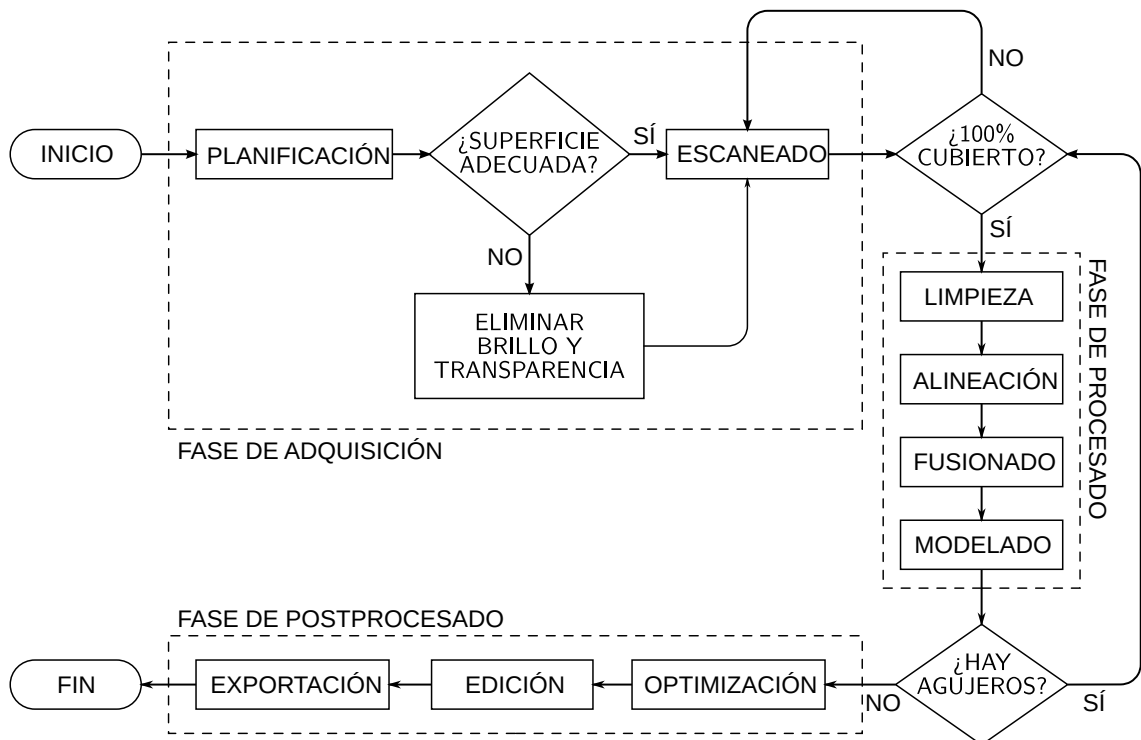 NO
INICIO
PLANIFICACIÓN
¿SUPERFICIE
ADECUADA?
SÍ
ESCANEADO
¿100%
CUBIERTO?
NO
SÍ
ELIMINAR
BRILLO Y
TRANSPARENCIA
FASE DE ADQUISICIÓN
LIMPIEZA
ALINEACIÓN
FUSIONADO
MODELADO
FASE DE PROCESADO
FASE DE POSTPROCESADO
FIN
EXPORTACIÓN
EDICIÓN
OPTIMIZACIÓN
NO
¿HAY
AGUJEROS?
SÍ